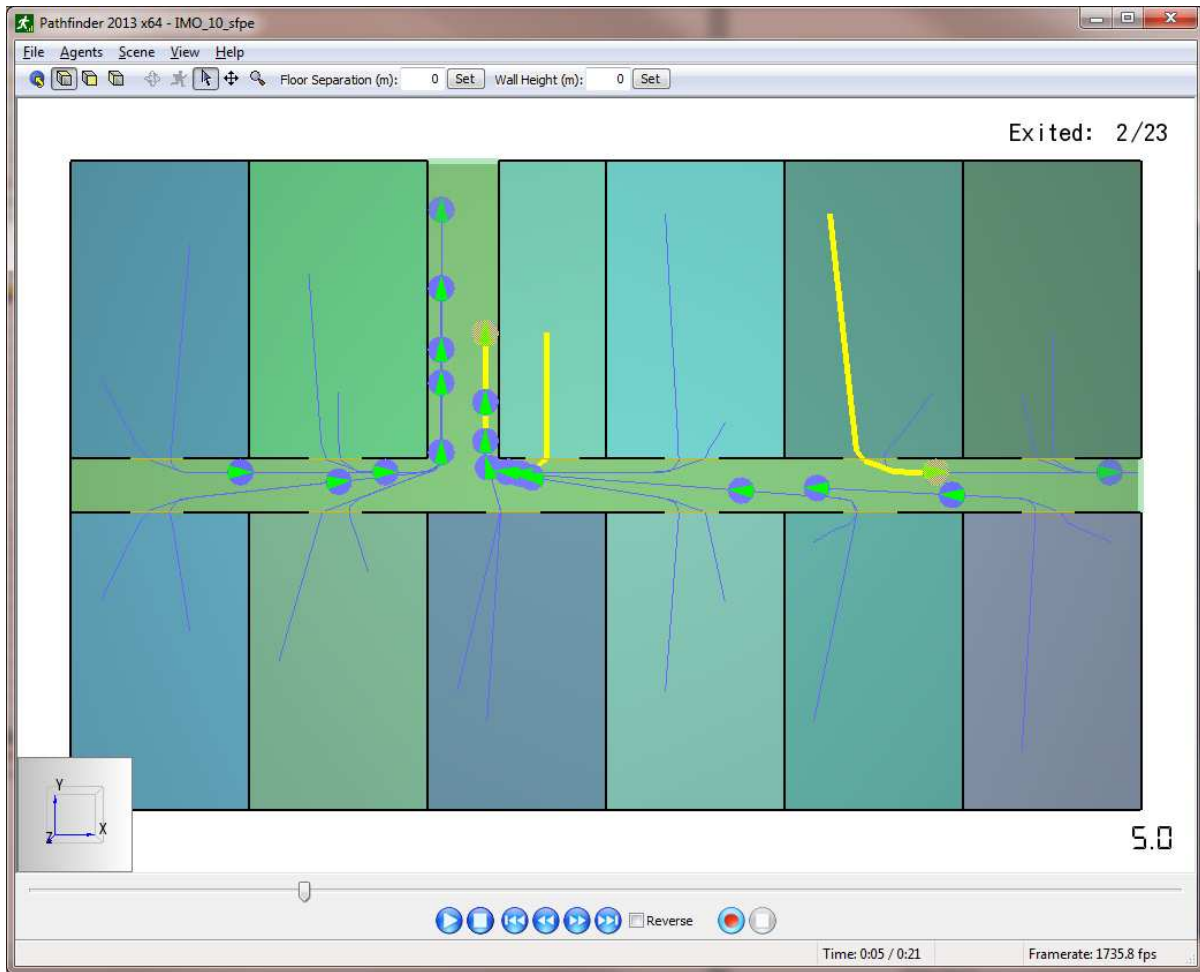 Pathfinder 2013 x64 - IMO_10_sfpe
File Agents Scene View Help
Floor Separation (m): 0 Set Wall Height (m): 0 Set
Exited: 2/23
Y
Z X
5.0
Reverse
Time: 0:05 / 0:21 Framerate: 1735.8 fps